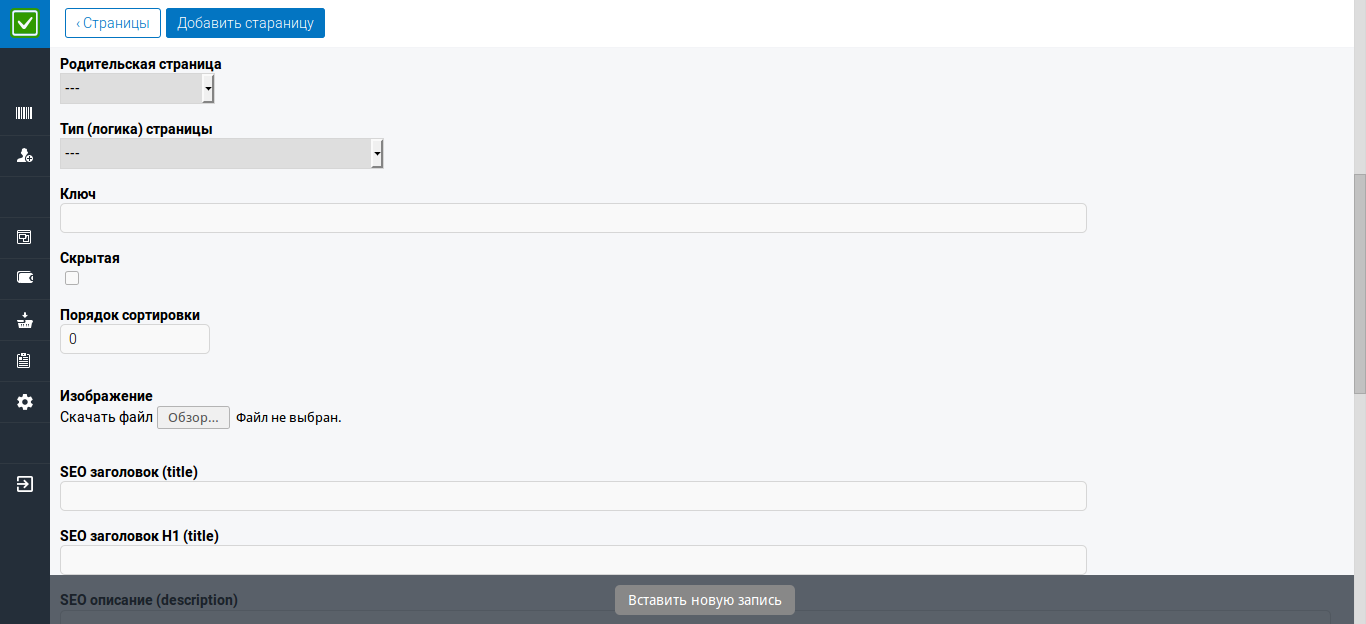 ‹ Страницы Добавить стараницу
Родительская страница
---
Тип (логика) страницы
---
Ключ
Скрытая
Порядок сортировки
0
Изображение
Скачать файл Обзор... Файл не выбран.
SEO заголовок (title)
SEO заголовок H1 (title)
SEO описание (description)
Вставить новую запись